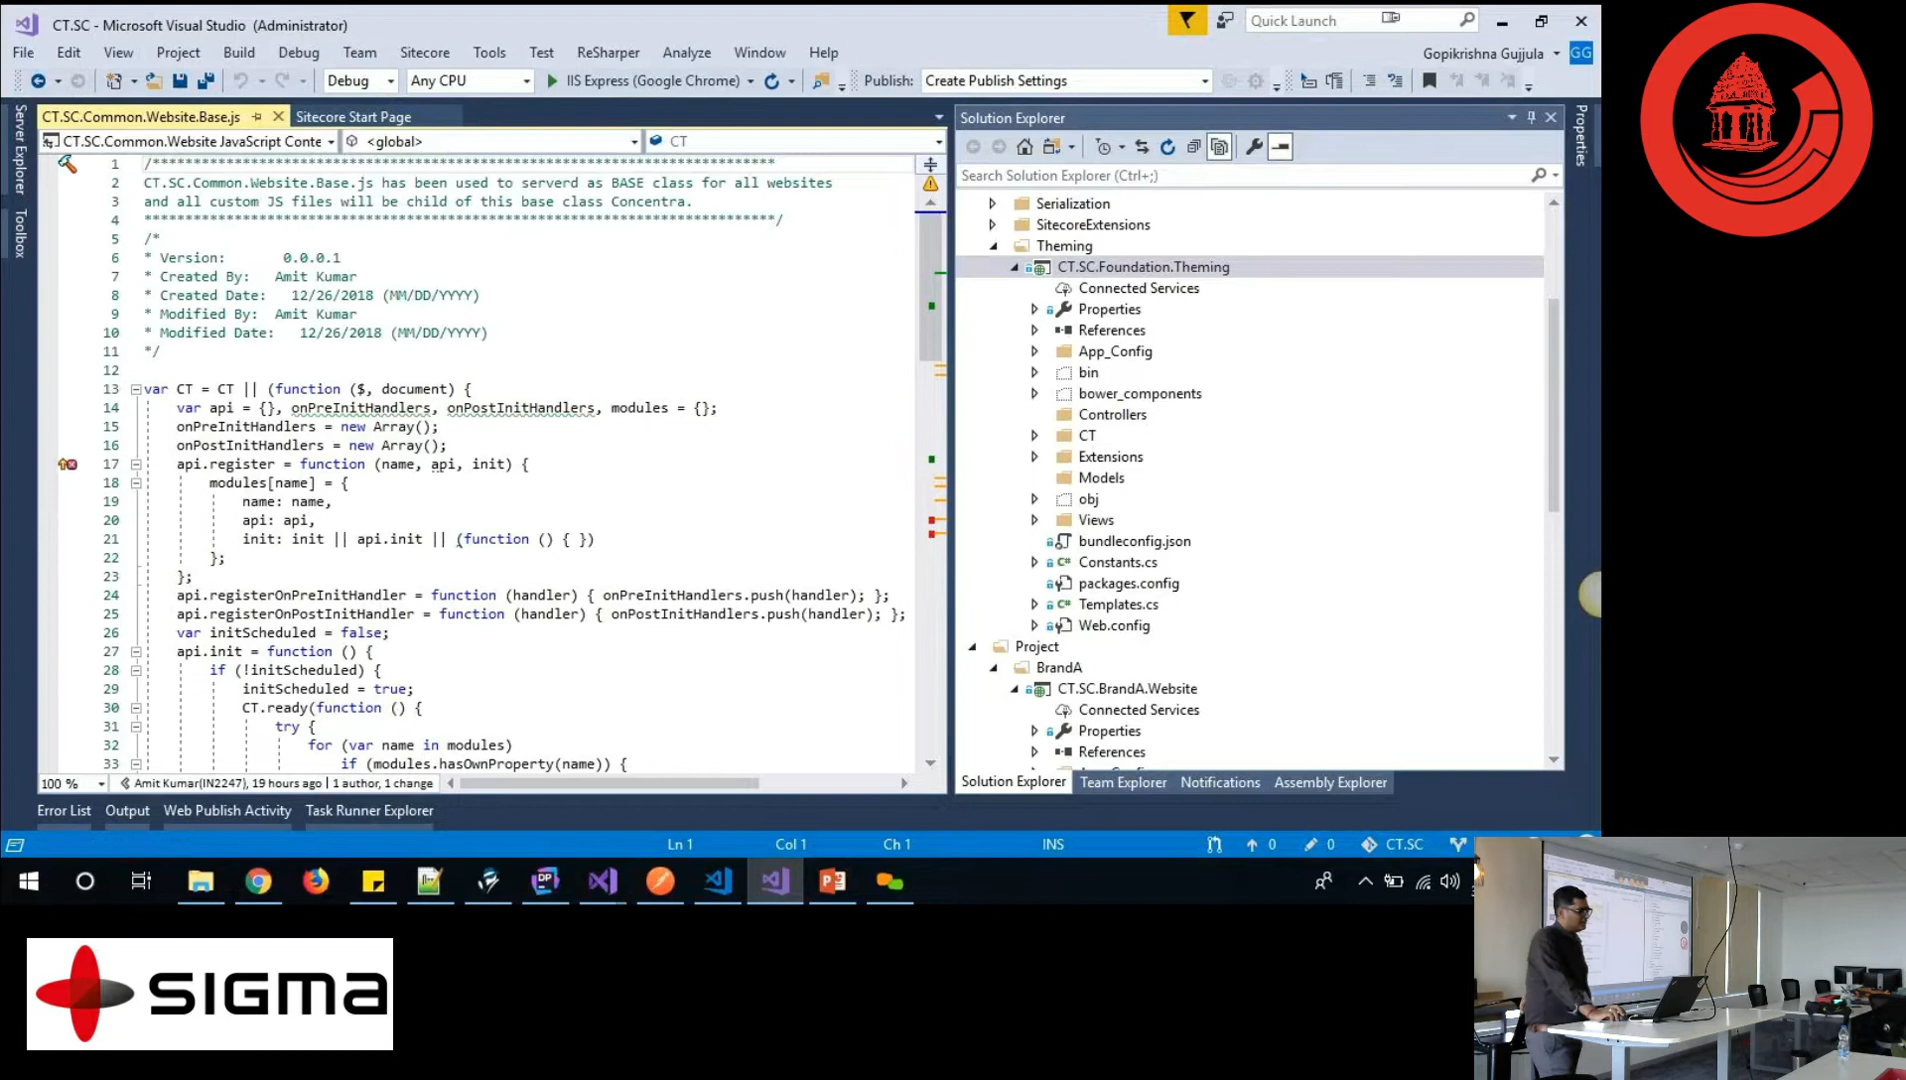 CT.SC - Microsoft Visual Studio (Administrator)
Quick Launch
File Edit View Project Build Debug Team Sitecore Tools Test ReSharper Analyze Window Help
Gopikrishna Gujjula GG
Debug Any CPU IIS Express (Google Chrome) Publish: Create Publish Settings
Server Explorer
Toolbox
CT.SC.Common.Website.Base.js Sitecore Start Page
CT.SC.Common.Website JavaScript Conte <global> CT
1 /****************************************************************************
2 CT.SC.Common.Website.Base.js has been used to serverd as BASE class for all websites
3 and all custom JS files will be child of this base class Concentra.
4 *****************************************************************************/
5 /*
6 * Version: 0.0.0.1
7 * Created By: Amit Kumar
8 * Created Date: 12/26/2018 (MM/DD/YYYY)
9 * Modified By: Amit Kumar
10 * Modified Date: 12/26/2018 (MM/DD/YYYY)
11 */
12
13 var CT = CT || (function ($, document) {
14 var api = {}, onPreInitHandlers, onPostInitHandlers, modules = {};
15 onPreInitHandlers = new Array();
16 onPostInitHandlers = new Array();
17 api.register = function (name, api, init) {
18 modules[name] = {
19 name: name,
20 api: api,
21 init: init || api.init || (function () { })
22 };
23 };
24 api.registerOnPreInitHandler = function (handler) { onPreInitHandlers.push(handler); };
25 api.registerOnPostInitHandler = function (handler) { onPostInitHandlers.push(handler); };
26 var initScheduled = false;
27 api.init = function () {
28 if (!initScheduled) {
29 initScheduled = true;
30 CT.ready(function () {
31 try {
32 for (var name in modules)
33 if (modules.hasOwnProperty(name)) {
100 % Amit Kumar(IN2247), 19 hours ago | 1 author, 1 change
Error List Output Web Publish Activity Task Runner Explorer
Solution Explorer
Properties
Search Solution Explorer (Ctrl+;)
Serialization
SitecoreExtensions
Theming
CT.SC.Foundation.Theming
Connected Services
Properties
References
App_Config
bin
bower_components
Controllers
CT
Extensions
Models
obj
Views
bundleconfig.json
C# Constants.cs
packages.config
C# Templates.cs
Web.config
Project
BrandA
CT.SC.BrandA.Website
Connected Services
Properties
References
Solution Explorer Team Explorer Notifications Assembly Explorer
Ln 1 Col 1 Ch 1 INS 0 0 CT.SC
DP
SIGMA